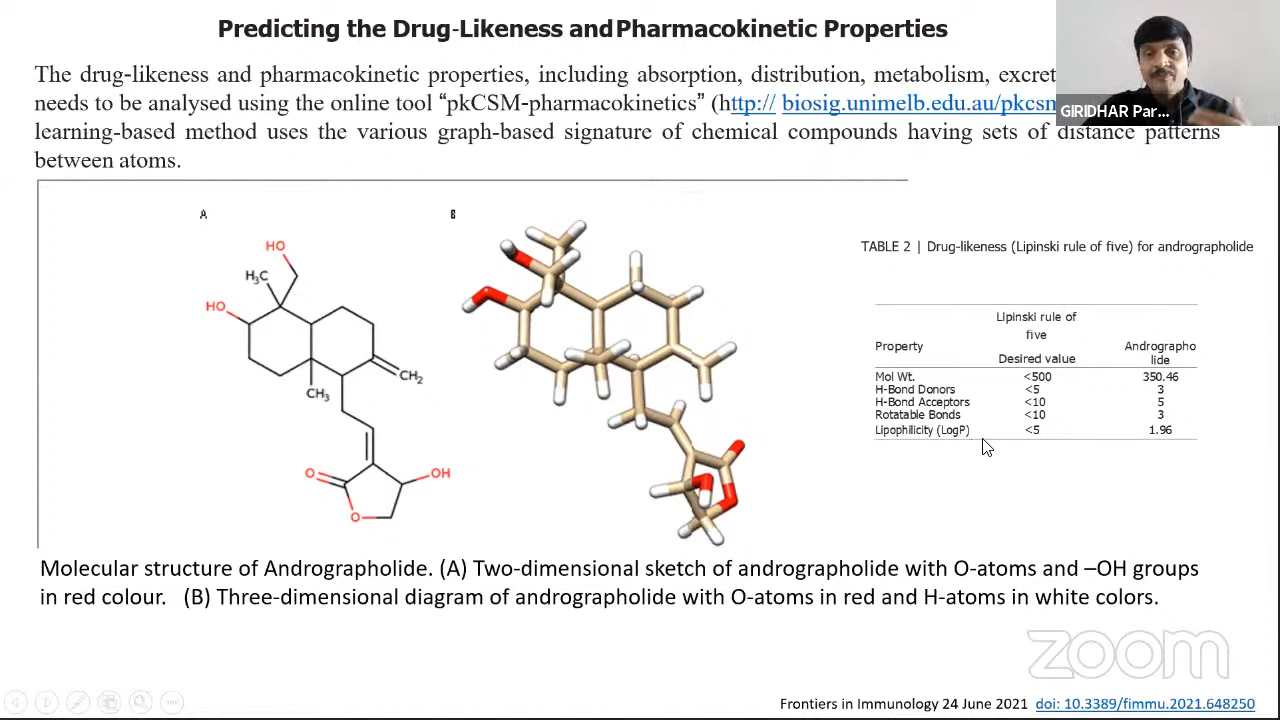 Predicting the Drug-Likeness and Pharmacokinetic Properties
The drug-likeness and pharmacokinetic properties, including absorption, distribution, metabolism, excret
needs to be analysed using the online tool “pkCSM-pharmacokinetics” (http:// biosig.unimelb.edu.au/pkcsm
learning-based method uses the various graph-based signature of chemical compounds having sets of distance patterns
between atoms.
GIRIDHAR Par...
A
B
HO
H3C
HO
CH2
CH3
O
OH
O
TABLE 2 | Drug-likeness (Lipinski rule of five) for andrographolide
Lipinski rule of
five
Property Desired value Andrographo
lide
Mol Wt. <500 350.46
H-Bond Donors <5 3
H-Bond Acceptors <10 5
Rotatable Bonds <10 3
Lipophilicity (LogP) <5 1.96
Molecular structure of Andrographolide. (A) Two-dimensional sketch of andrographolide with O-atoms and –OH groups
in red colour. (B) Three-dimensional diagram of andrographolide with O-atoms in red and H-atoms in white colors.
zoom
Frontiers in Immunology 24 June 2021 doi: 10.3389/fimmu.2021.648250